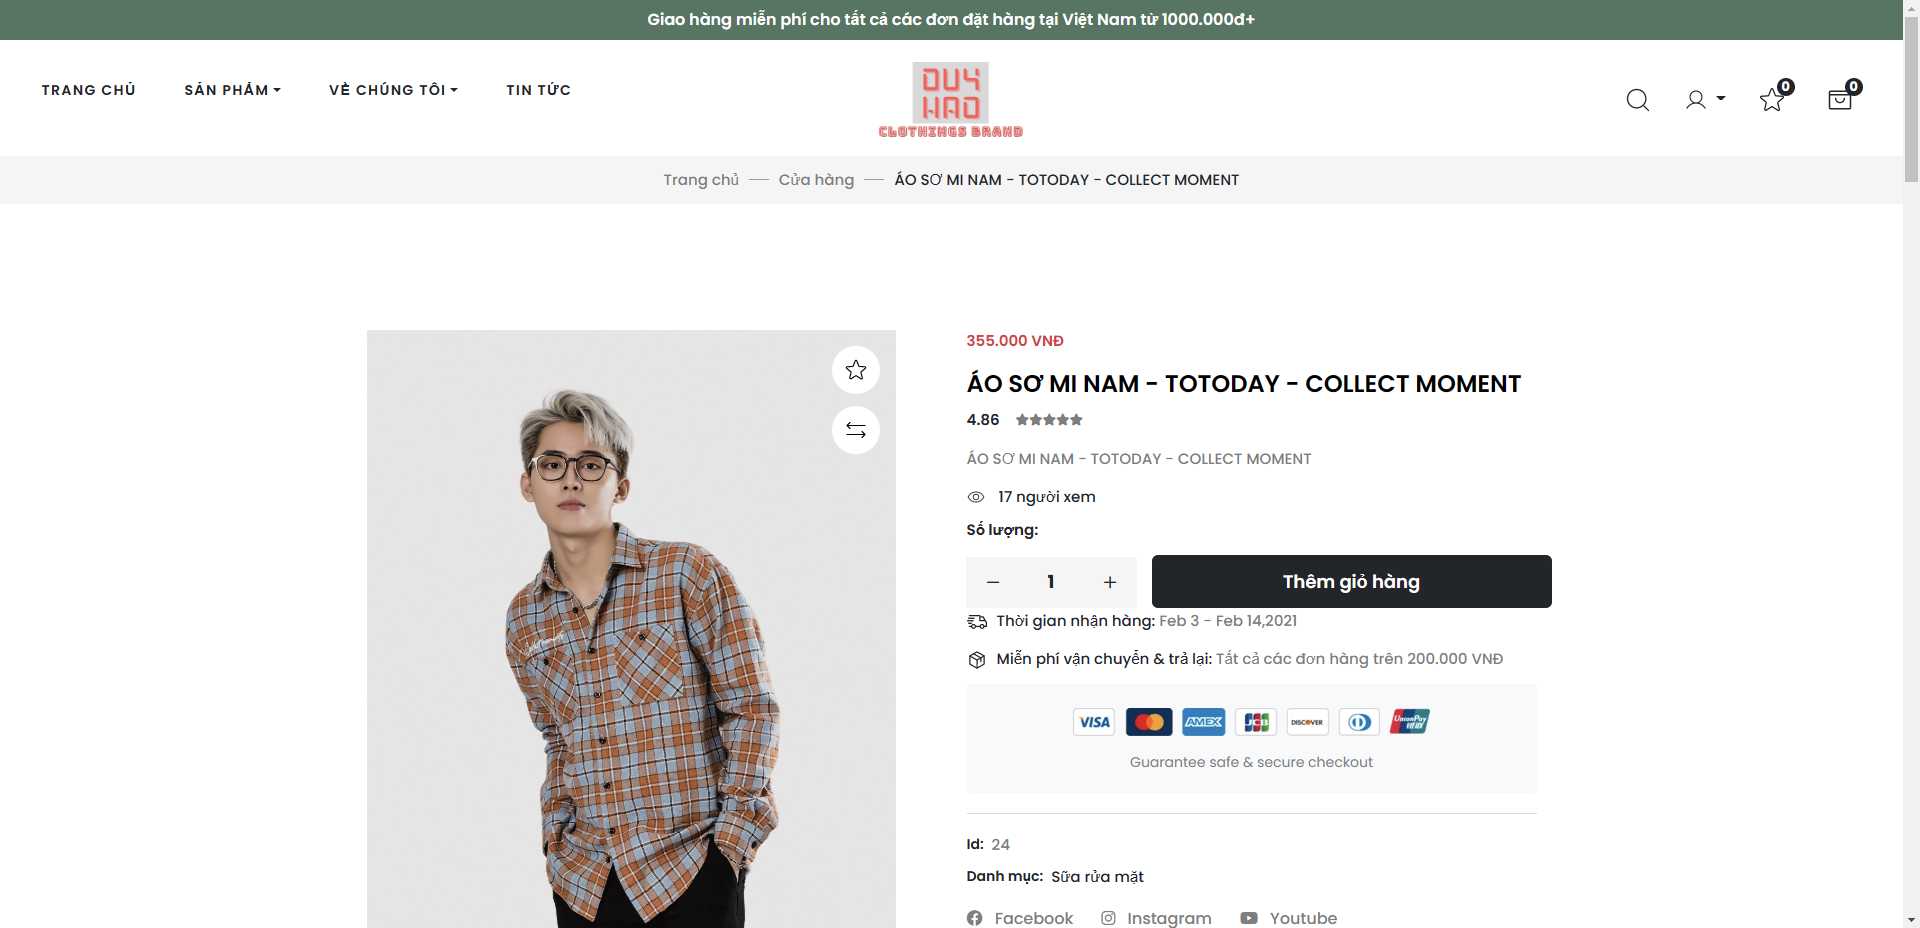 Giao hàng miễn phí cho tất cả các đơn đặt hàng tại Việt Nam từ 1000.000đ+
TRANG CHỦ SẢN PHẨM VỀ CHÚNG TÔI TIN TỨC
DUY
HAO
CLOTHINGS BRAND
0 0
Trang chủ — Cửa hàng — ÁO SƠ MI NAM - TOTODAY - COLLECT MOMENT
355.000 VNĐ
ÁO SƠ MI NAM - TOTODAY - COLLECT MOMENT
4.86
ÁO SƠ MI NAM - TOTODAY - COLLECT MOMENT
17 người xem
Số lượng:
− 1 + Thêm giỏ hàng
Thời gian nhận hàng: Feb 3 - Feb 14,2021
Miễn phí vận chuyển & trả lại: Tất cả các đơn hàng trên 200.000 VNĐ
VISA AMEX JCB DISCOVER UnionPay 银联
Guarantee safe & secure checkout
Id: 24
Danh mục: Sữa rửa mặt
Facebook Instagram Youtube